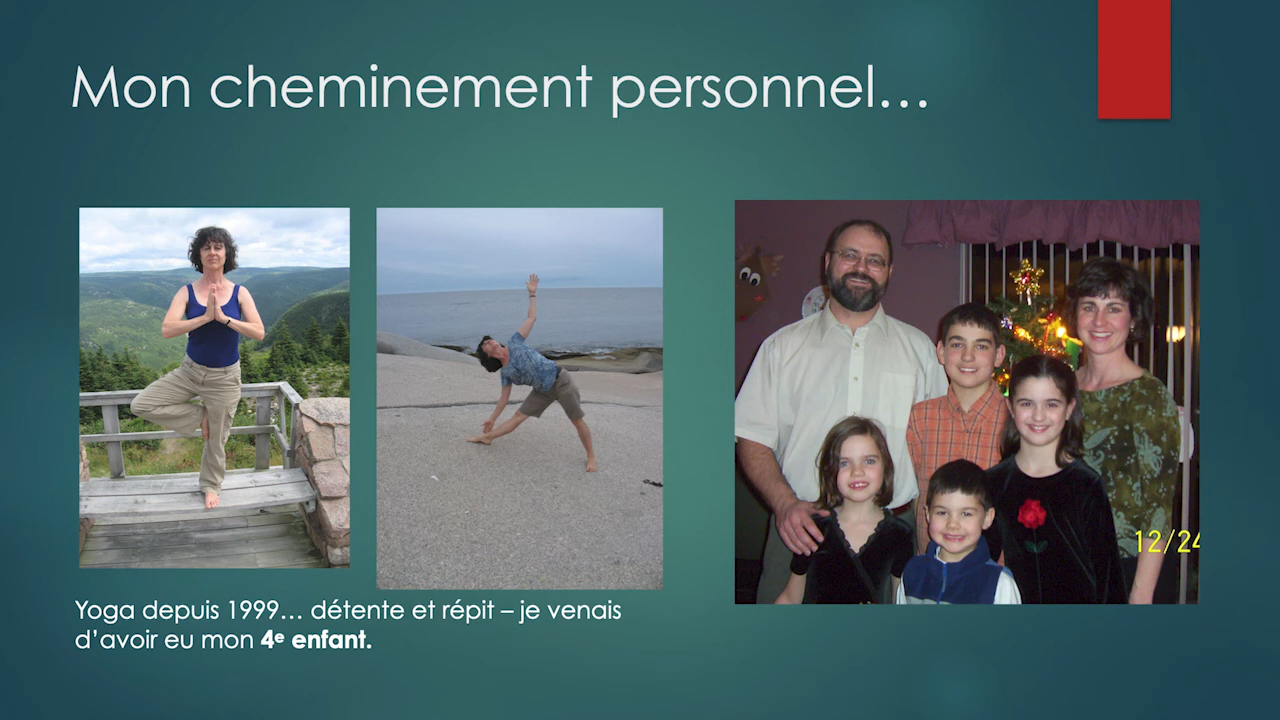 Mon cheminement personnel…
12/24
Yoga depuis 1999… détente et répit – je venais
d’avoir eu mon 4e enfant.